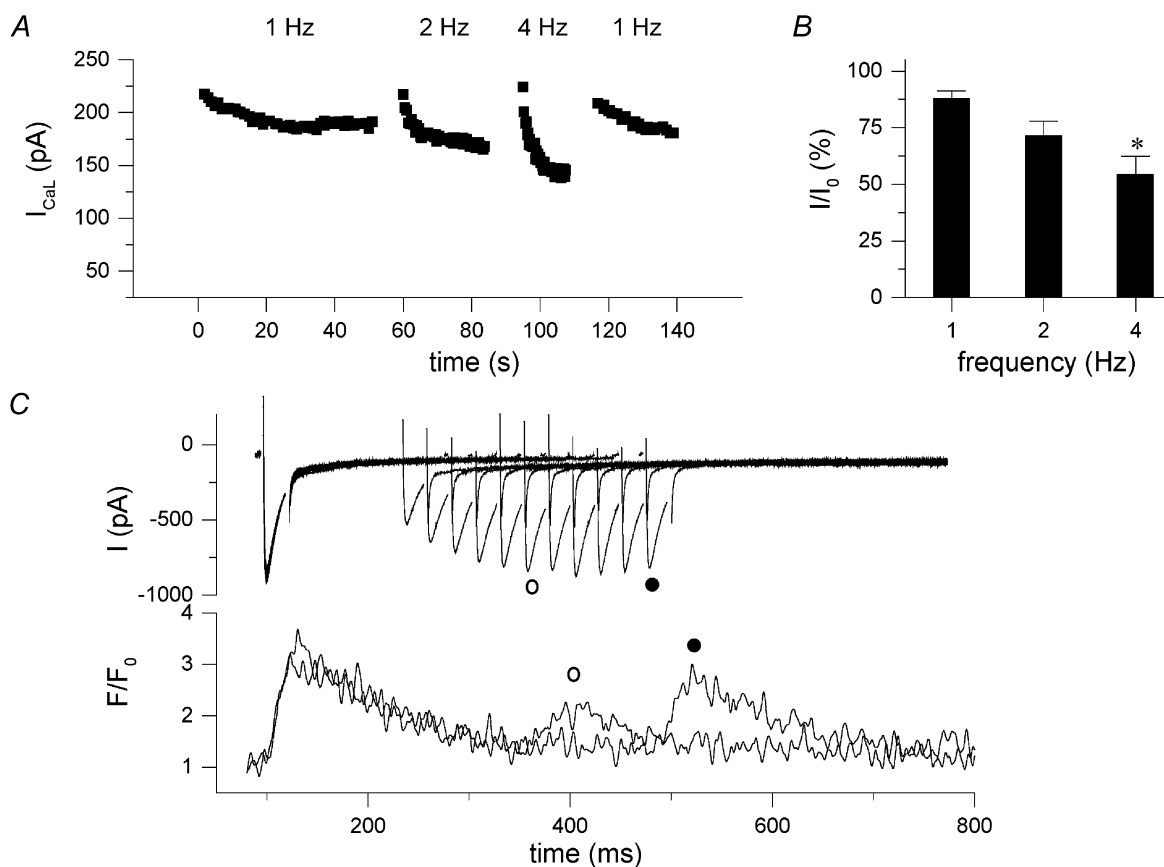 A
1 Hz 2 Hz 4 Hz 1 Hz
I_CaL (pA)
250
200
150
100
50
0 20 40 60 80 100 120 140
time (s)
B
I/I_0 (%)
100
75
50
25
0
*
1 2 4
frequency (Hz)
C
I (pA)
0
-500
-1000
F/F_0
4
3
2
1
200 400 600 800
time (ms)